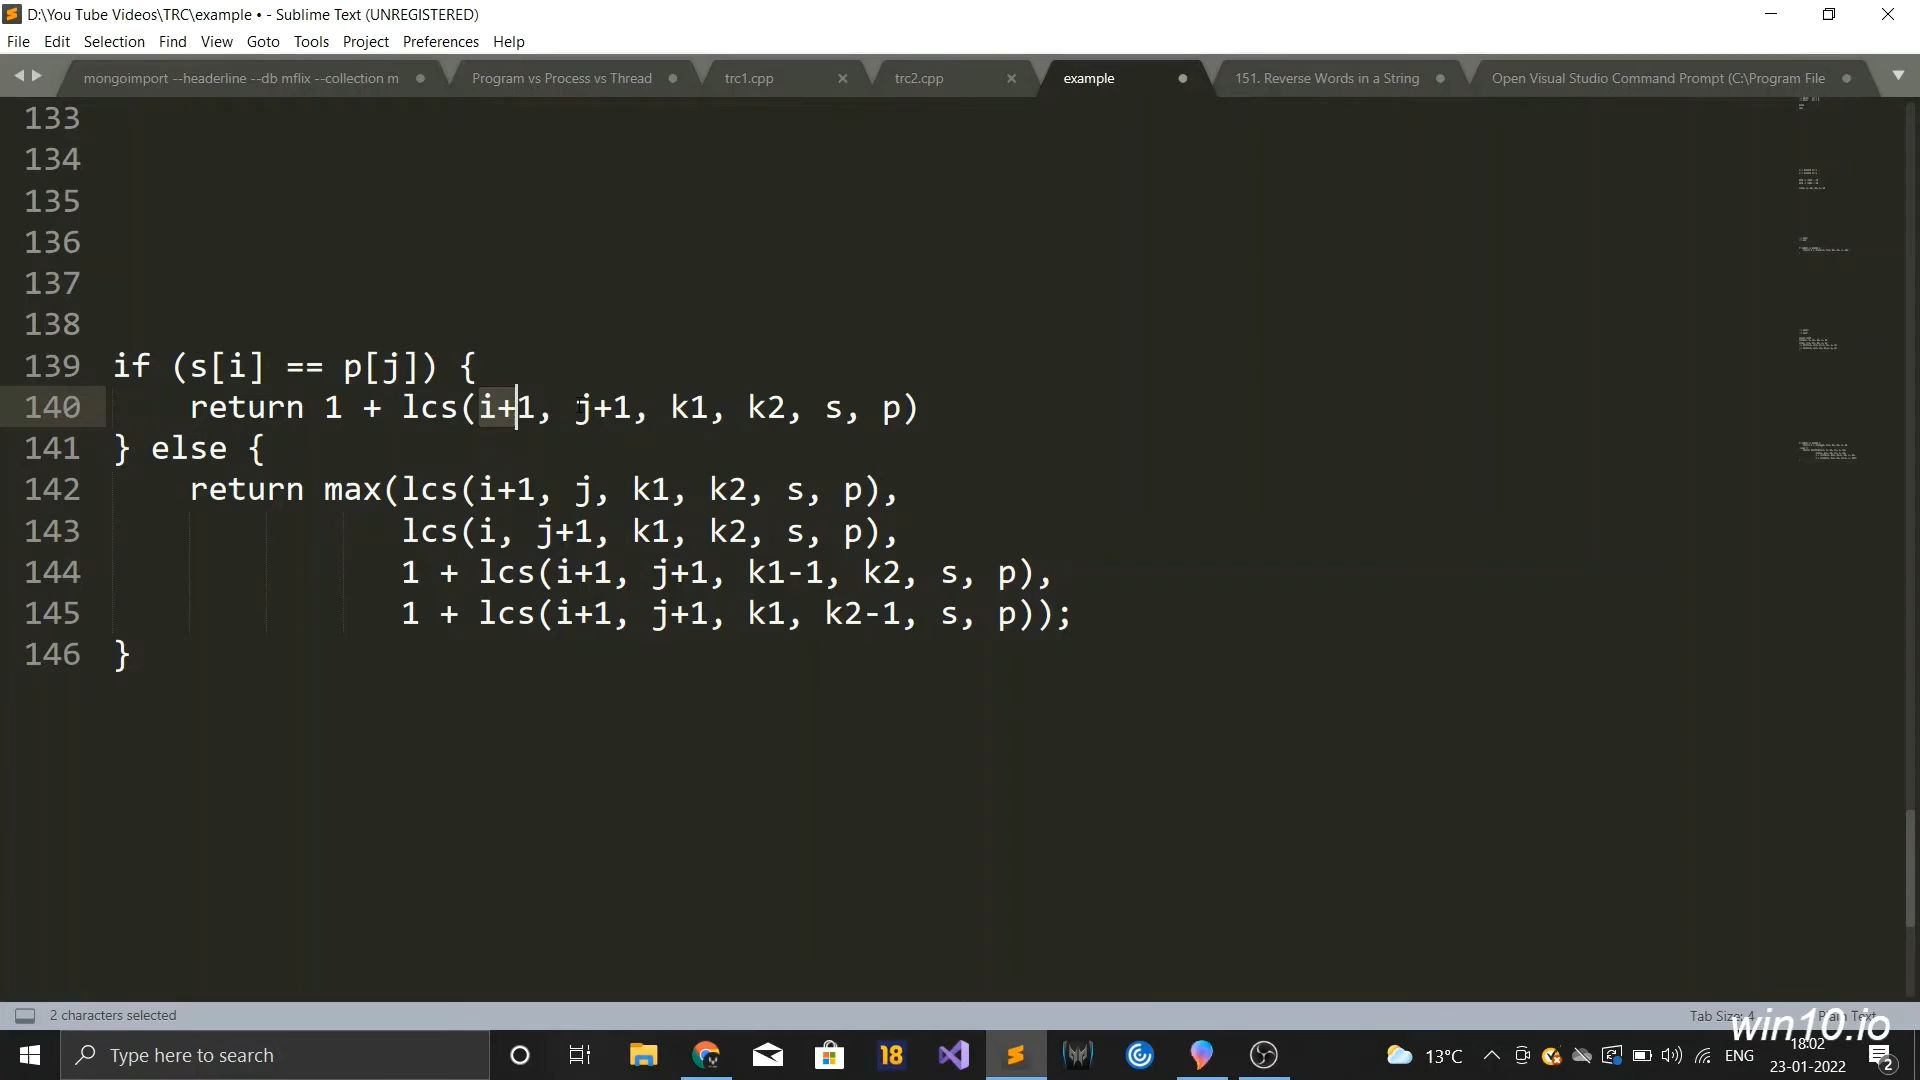 D:\You Tube Videos\TRC\example • - Sublime Text (UNREGISTERED)
File Edit Selection Find View Goto Tools Project Preferences Help
mongoimport --headerline --db mflix --collection m Program vs Process vs Thread trc1.cpp trc2.cpp example 151. Reverse Words in a String Open Visual Studio Command Prompt (C:\Program File
133
134
135
136
137
138
139 if (s[i] == p[j]) {
140 return 1 + lcs(i+1, j+1, k1, k2, s, p)
141 } else {
142 return max(lcs(i+1, j, k1, k2, s, p),
143 lcs(i, j+1, k1, k2, s, p),
144 1 + lcs(i+1, j+1, k1-1, k2, s, p),
145 1 + lcs(i+1, j+1, k1, k2-1, s, p));
146 }
2 characters selected Tab Size: 4 Plain Text
win10.io
Type here to search 18 13°C ENG 18:02 2
23-01-2022